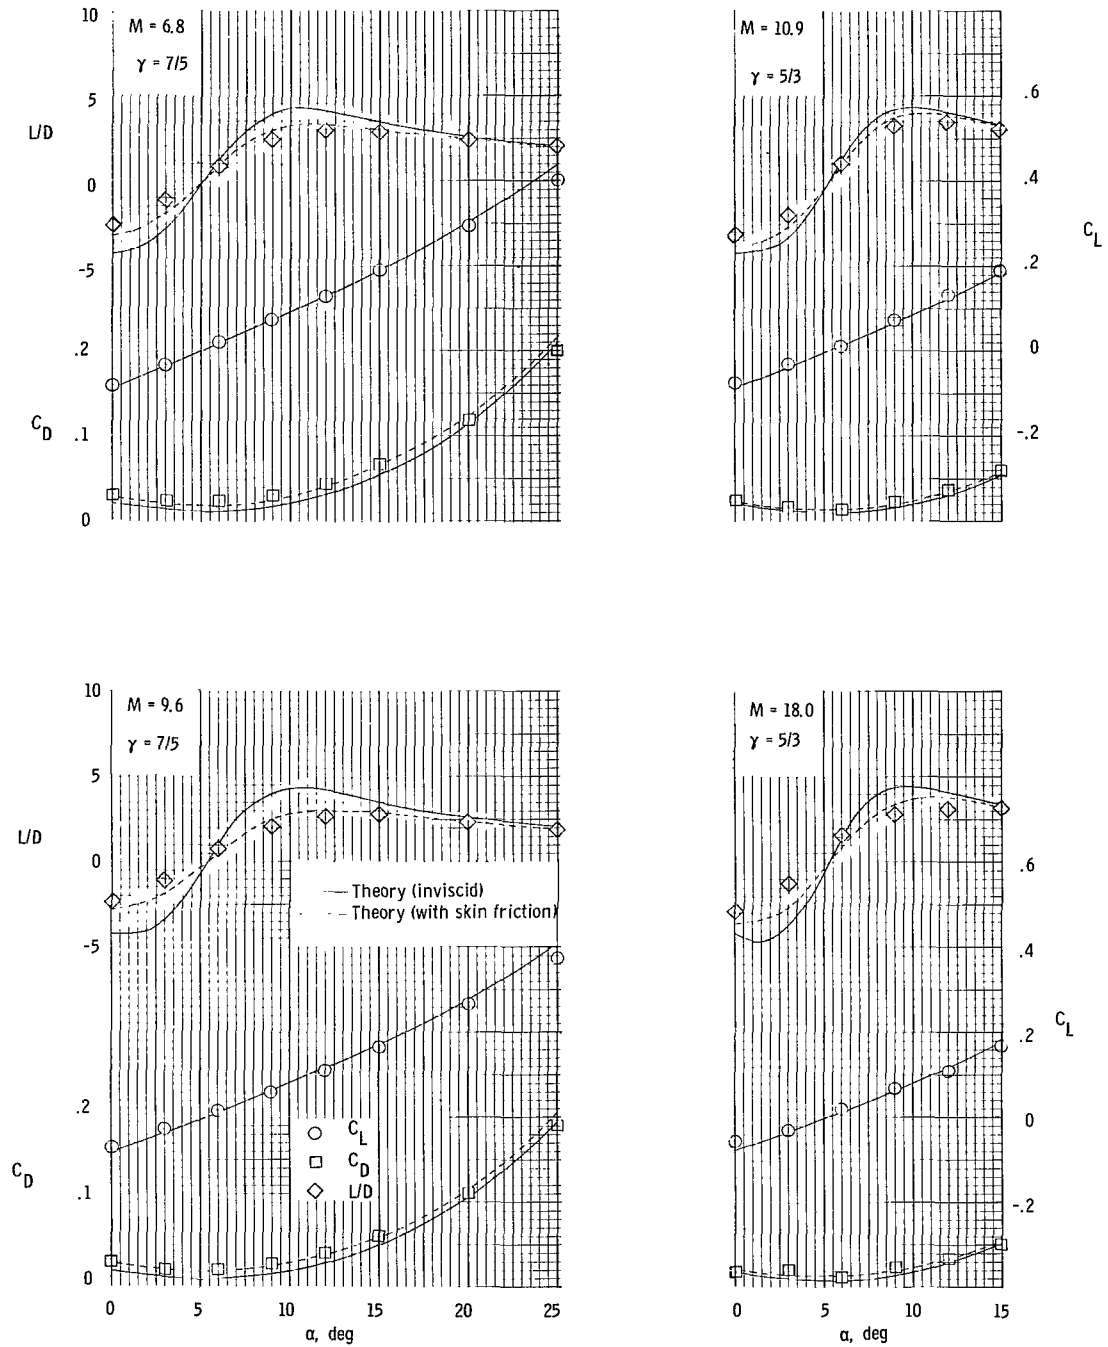 10
M = 6.8
γ = 7/5
5
L/D
0
-5
.2
C_D
.1
0
M = 10.9
γ = 5/3
.6
.4
C_L
.2
0
-.2
10
M = 9.6
γ = 7/5
5
L/D
0
-5
Theory (inviscid)
Theory (with skin friction)
.2
C_D
.1
0
C_L
C_D
L/D
0 5 10 15 20 25
α, deg
M = 18.0
γ = 5/3
.6
.4
C_L
.2
0
-.2
0 5 10 15
α, deg